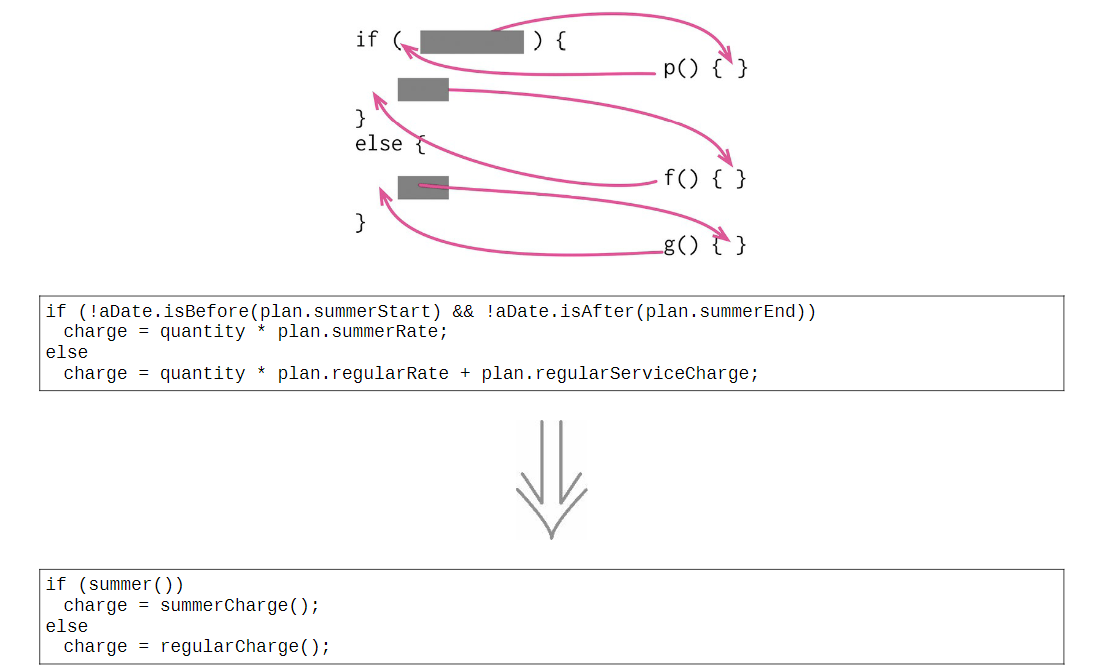 if ( ) {
p() { }
}
else {
f() { }
}
g() { }
if (!aDate.isBefore(plan.summerStart) && !aDate.isAfter(plan.summerEnd))
charge = quantity * plan.summerRate;
else
charge = quantity * plan.regularRate + plan.regularServiceCharge;
if (summer())
charge = summerCharge();
else
charge = regularCharge();